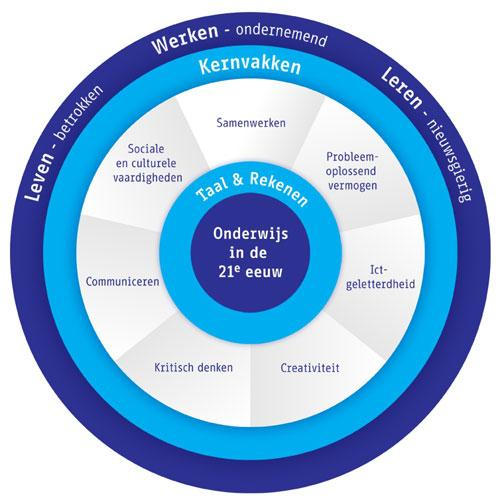 Leven - betrokken
Werken - ondernemend
Leren - nieuwsgierig
Kernvakken
Samenwerken
Probleem-
oplossend
vermogen
Ict-
geletterdheid
Creativiteit
Kritisch denken
Communiceren
Sociale
en culturele
vaardigheden
Taal & Rekenen
Onderwijs
in de
21e eeuw